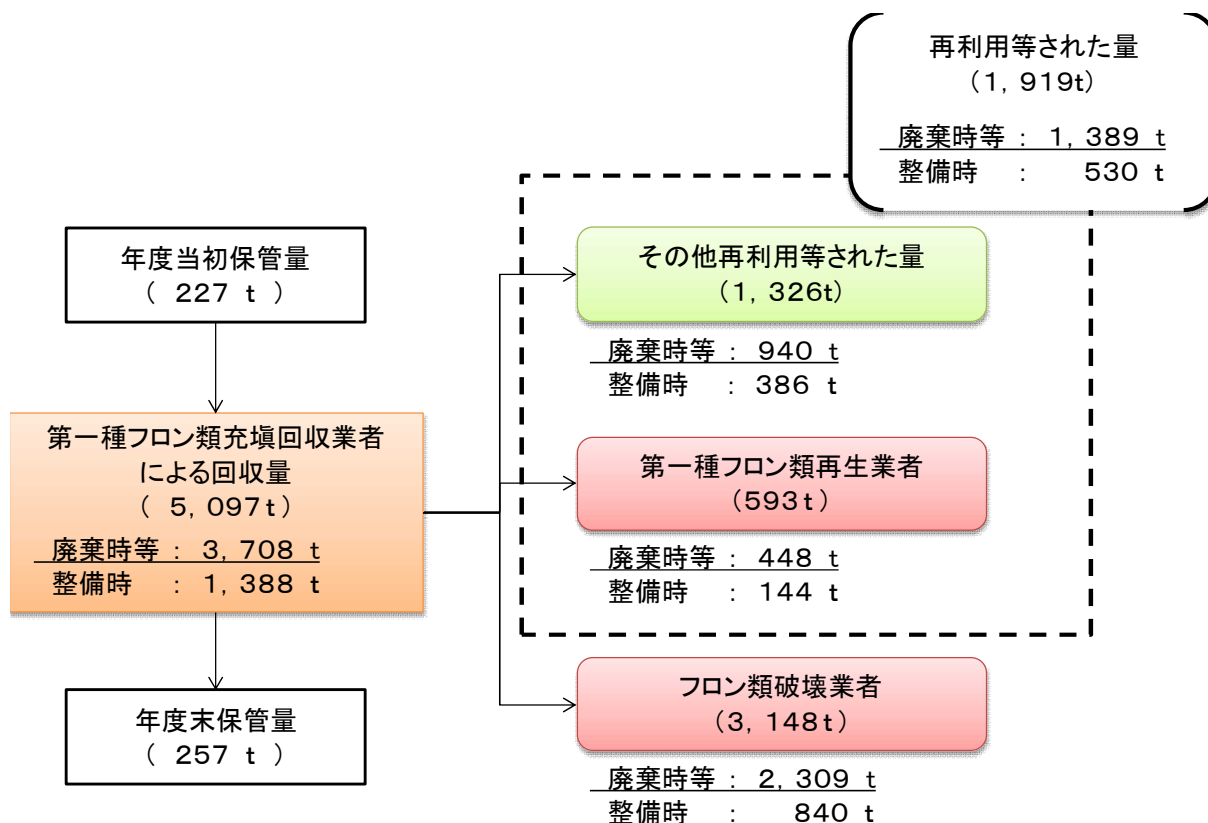 再利用等された量
(1,919t)
廃棄時等 : 1,389 t
整備時 : 530 t
年度当初保管量
( 227 t )
その他再利用等された量
(1,326t)
廃棄時等 : 940 t
整備時 : 386 t
第一種フロン類充塡回収業者
による回収量
( 5,097t)
廃棄時等 : 3,708 t
整備時 : 1,388 t
第一種フロン類再生業者
(593t)
廃棄時等 : 448 t
整備時 : 144 t
年度末保管量
( 257 t )
フロン類破壊業者
(3,148t)
廃棄時等 : 2,309 t
整備時 : 840 t